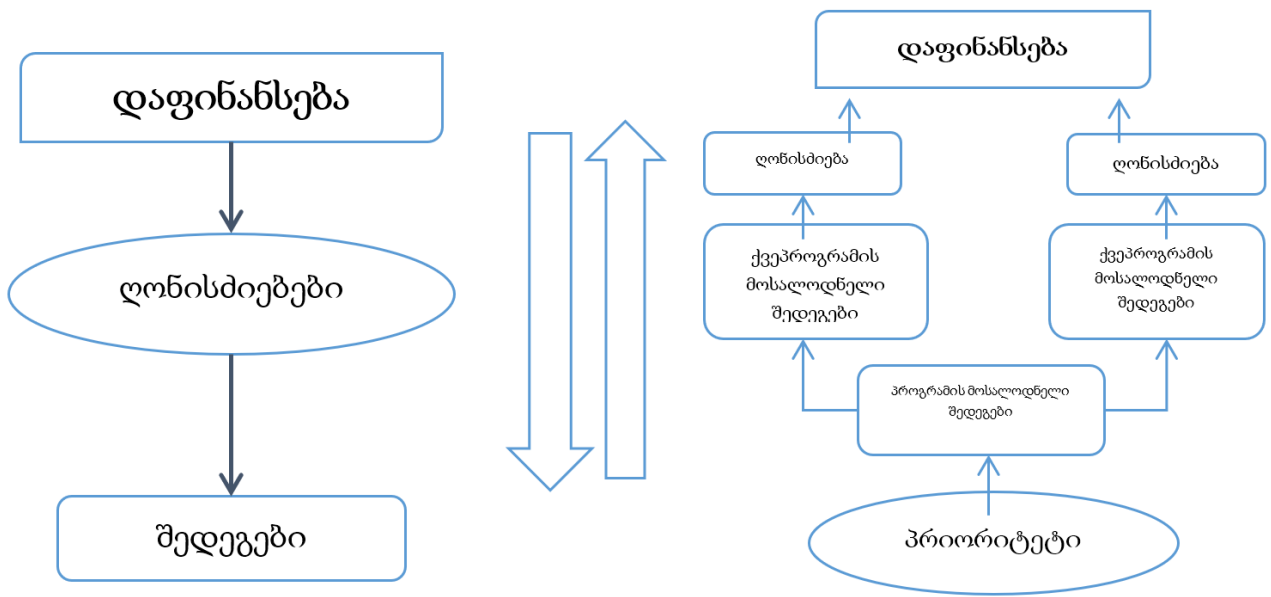 დაფინანსება
ღონისძიებები
შედეგები
დაფინანსება
ღონისძიება
ღონისძიება
ქვეპროგრამის
მოსალოდნელი
შედეგები
ქვეპროგრამის
მოსალოდნელი
შედეგები
პროგრამის მოსალოდნელი
შედეგები
პრიორიტეტი